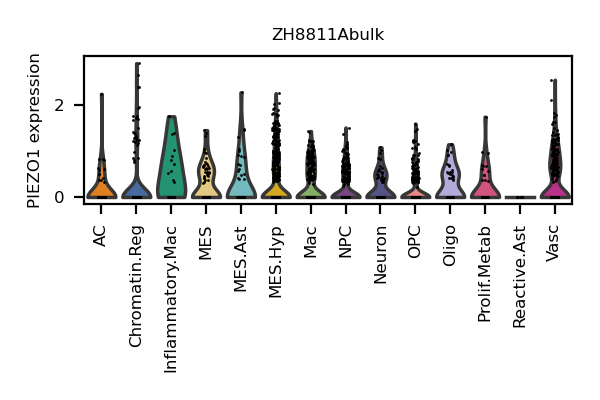 ZH8811Abulk
PIEZO1 expression
2
0
AC
Chromatin.Reg
Inflammatory.Mac
MES
MES.Ast
MES.Hyp
Mac
NPC
Neuron
OPC
Oligo
Prolif.Metab
Reactive.Ast
Vasc